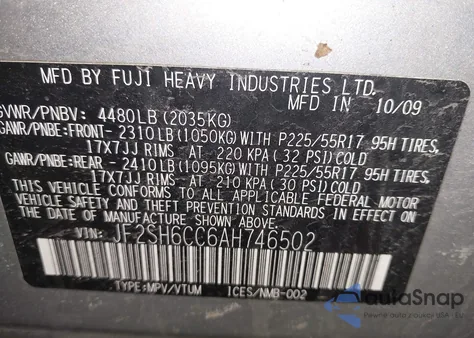 MFD BY FUJI HEAVY INDUSTRIES LTD.
MFD IN 10/09
GVWR/PNBV: 4480LB(2035KG)
GAWR/PNBE:FRONT- 2310LB(1050KG)WITH P225/55R17 95H TIRES,
17X7JJ RIMS AT 220 KPA(32 PSI)COLD
GAWR/PNBE:REAR - 2410LB(1095KG)WITH P225/55R17 95H TIRES,
17X7JJ RIMS AT 210 KPA(30 PSI)COLD
THIS VEHICLE CONFORMS TO ALL APPLICABLE FEDERAL MOTOR
VEHICLE SAFETY AND THEFT PREVENTION STANDARDS IN EFFECT
ON THE DATE OF MANUFACTURE SHOWN ABOVE.
VIN: JF2SH6CC6AH746502
TYPE:MPV/VTUM ICES/NMB-002
autaSnap
Pewne auta z